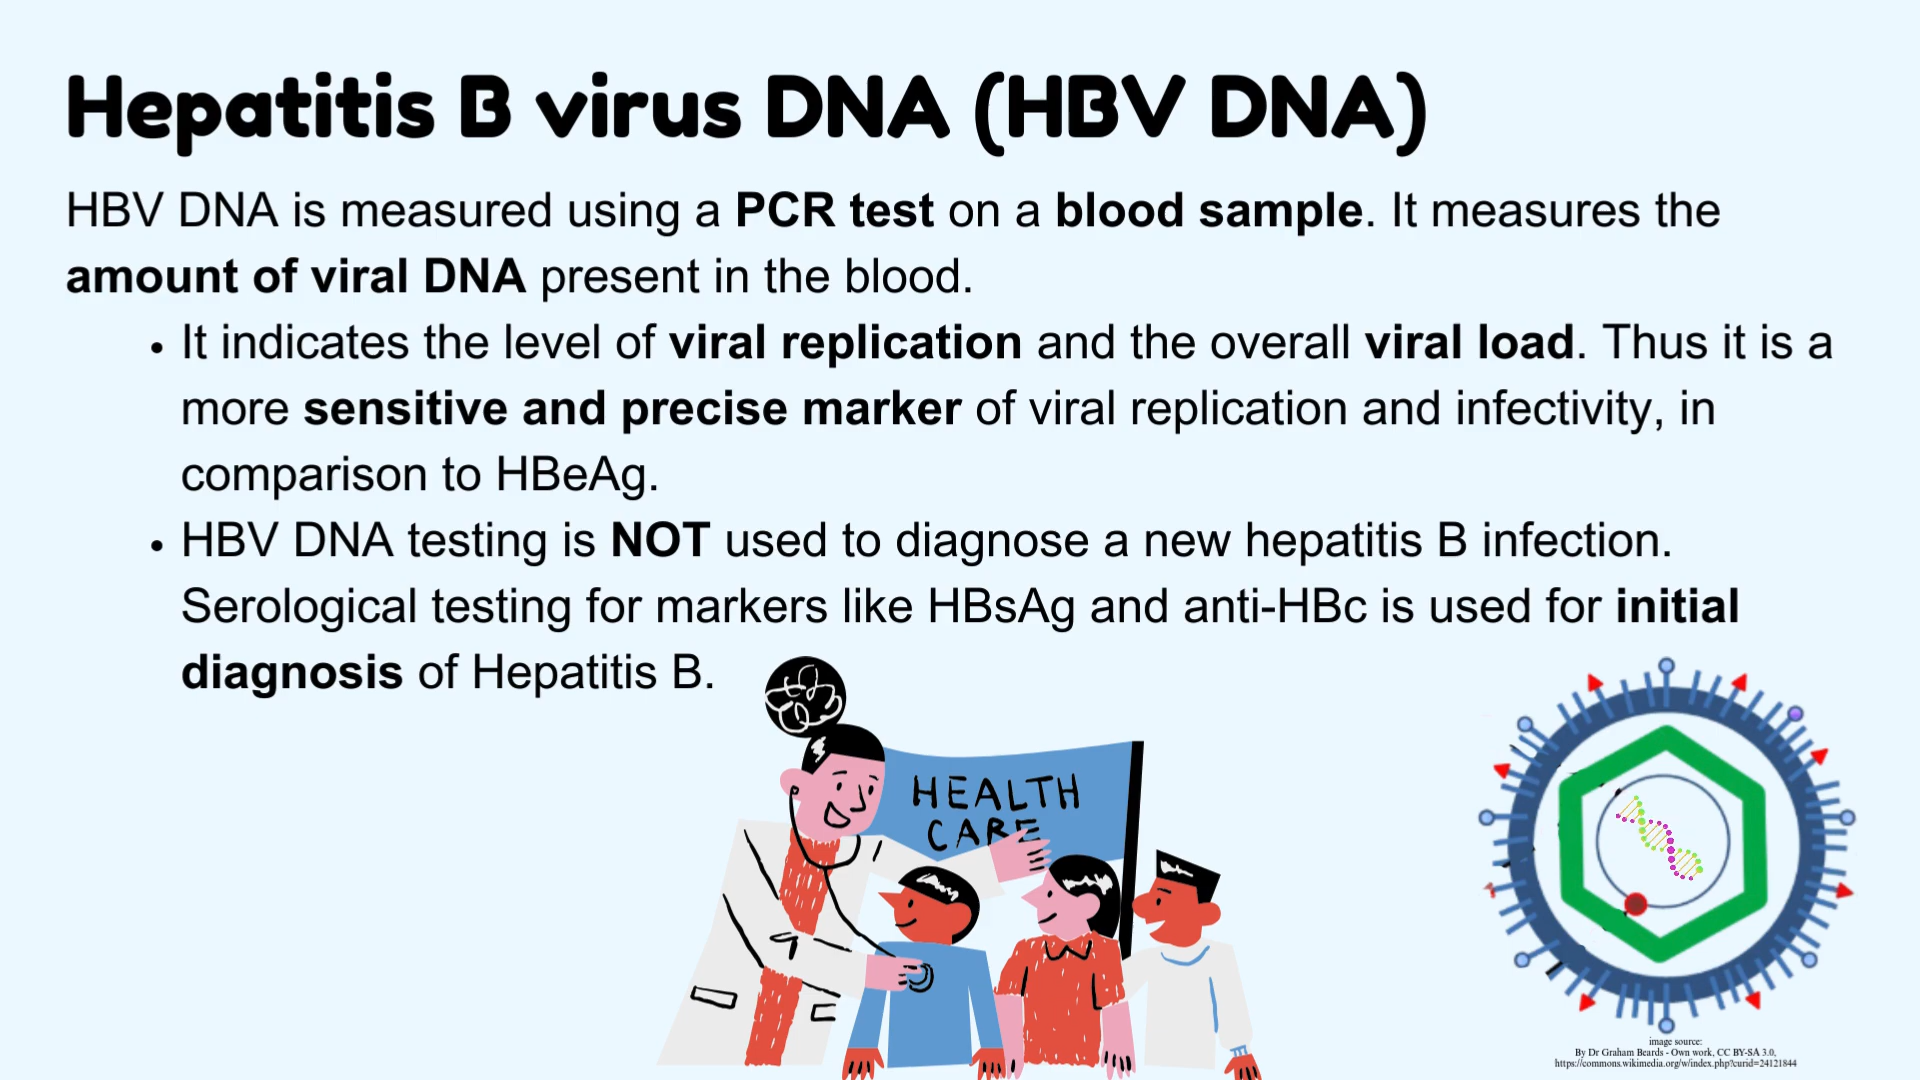 Hepatitis B virus DNA (HBV DNA)
HBV DNA is measured using a PCR test on a blood sample. It measures the
amount of viral DNA present in the blood.
• It indicates the level of viral replication and the overall viral load. Thus it is a
more sensitive and precise marker of viral replication and infectivity, in
comparison to HBeAg.
• HBV DNA testing is NOT used to diagnose a new hepatitis B infection.
Serological testing for markers like HBsAg and anti-HBc is used for initial
diagnosis of Hepatitis B.
HEALTH
CARE
image source:
By Dr Graham Beards - Own work, CC BY-SA 3.0,
https://commons.wikimedia.org/w/index.php?curid=24121844